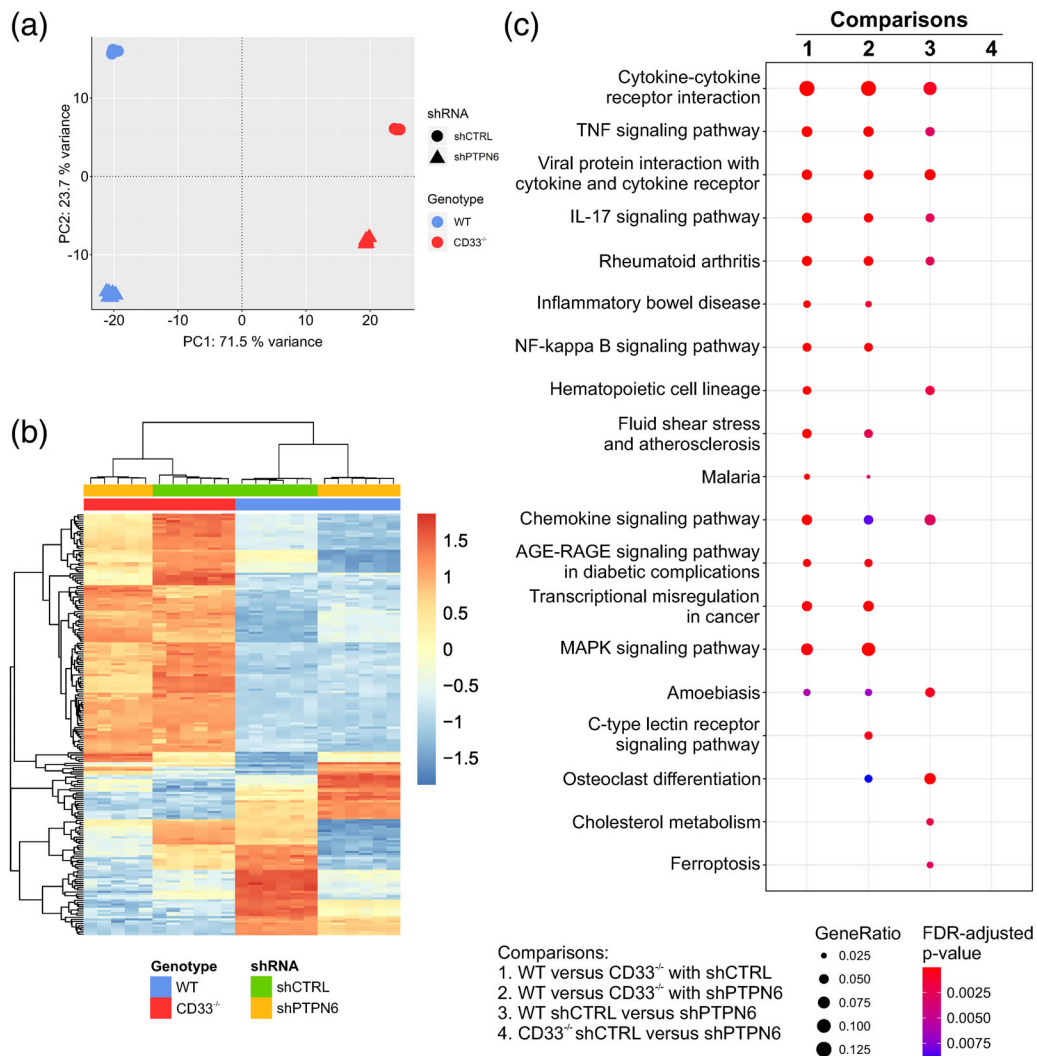 (a)
10
0
-10
PC2: 23.7 % variance
-20
-10
0
10
20
PC1: 71.5 % variance
shRNA
shCTRL
shPTPN6
Genotype
WT
CD33-/-
(b)
1.5
1
0.5
0
−0.5
−1
−1.5
Genotype
WT
CD33-/-
shRNA
shCTRL
shPTPN6
(c)
Comparisons
1 2 3 4
Cytokine-cytokine
receptor interaction
TNF signaling pathway
Viral protein interaction with
cytokine and cytokine receptor
IL-17 signaling pathway
Rheumatoid arthritis
Inflammatory bowel disease
NF-kappa B signaling pathway
Hematopoietic cell lineage
Fluid shear stress
and atherosclerosis
Malaria
Chemokine signaling pathway
AGE-RAGE signaling pathway
in diabetic complications
Transcriptional misregulation
in cancer
MAPK signaling pathway
Amoebiasis
C-type lectin receptor
signaling pathway
Osteoclast differentiation
Cholesterol metabolism
Ferroptosis
Comparisons:
1. WT versus CD33-/- with shCTRL
2. WT versus CD33-/- with shPTPN6
3. WT shCTRL versus shPTPN6
4. CD33-/- shCTRL versus shPTPN6
GeneRatio
0.025
0.050
0.075
0.100
0.125
FDR-adjusted
p-value
0.0025
0.0050
0.0075